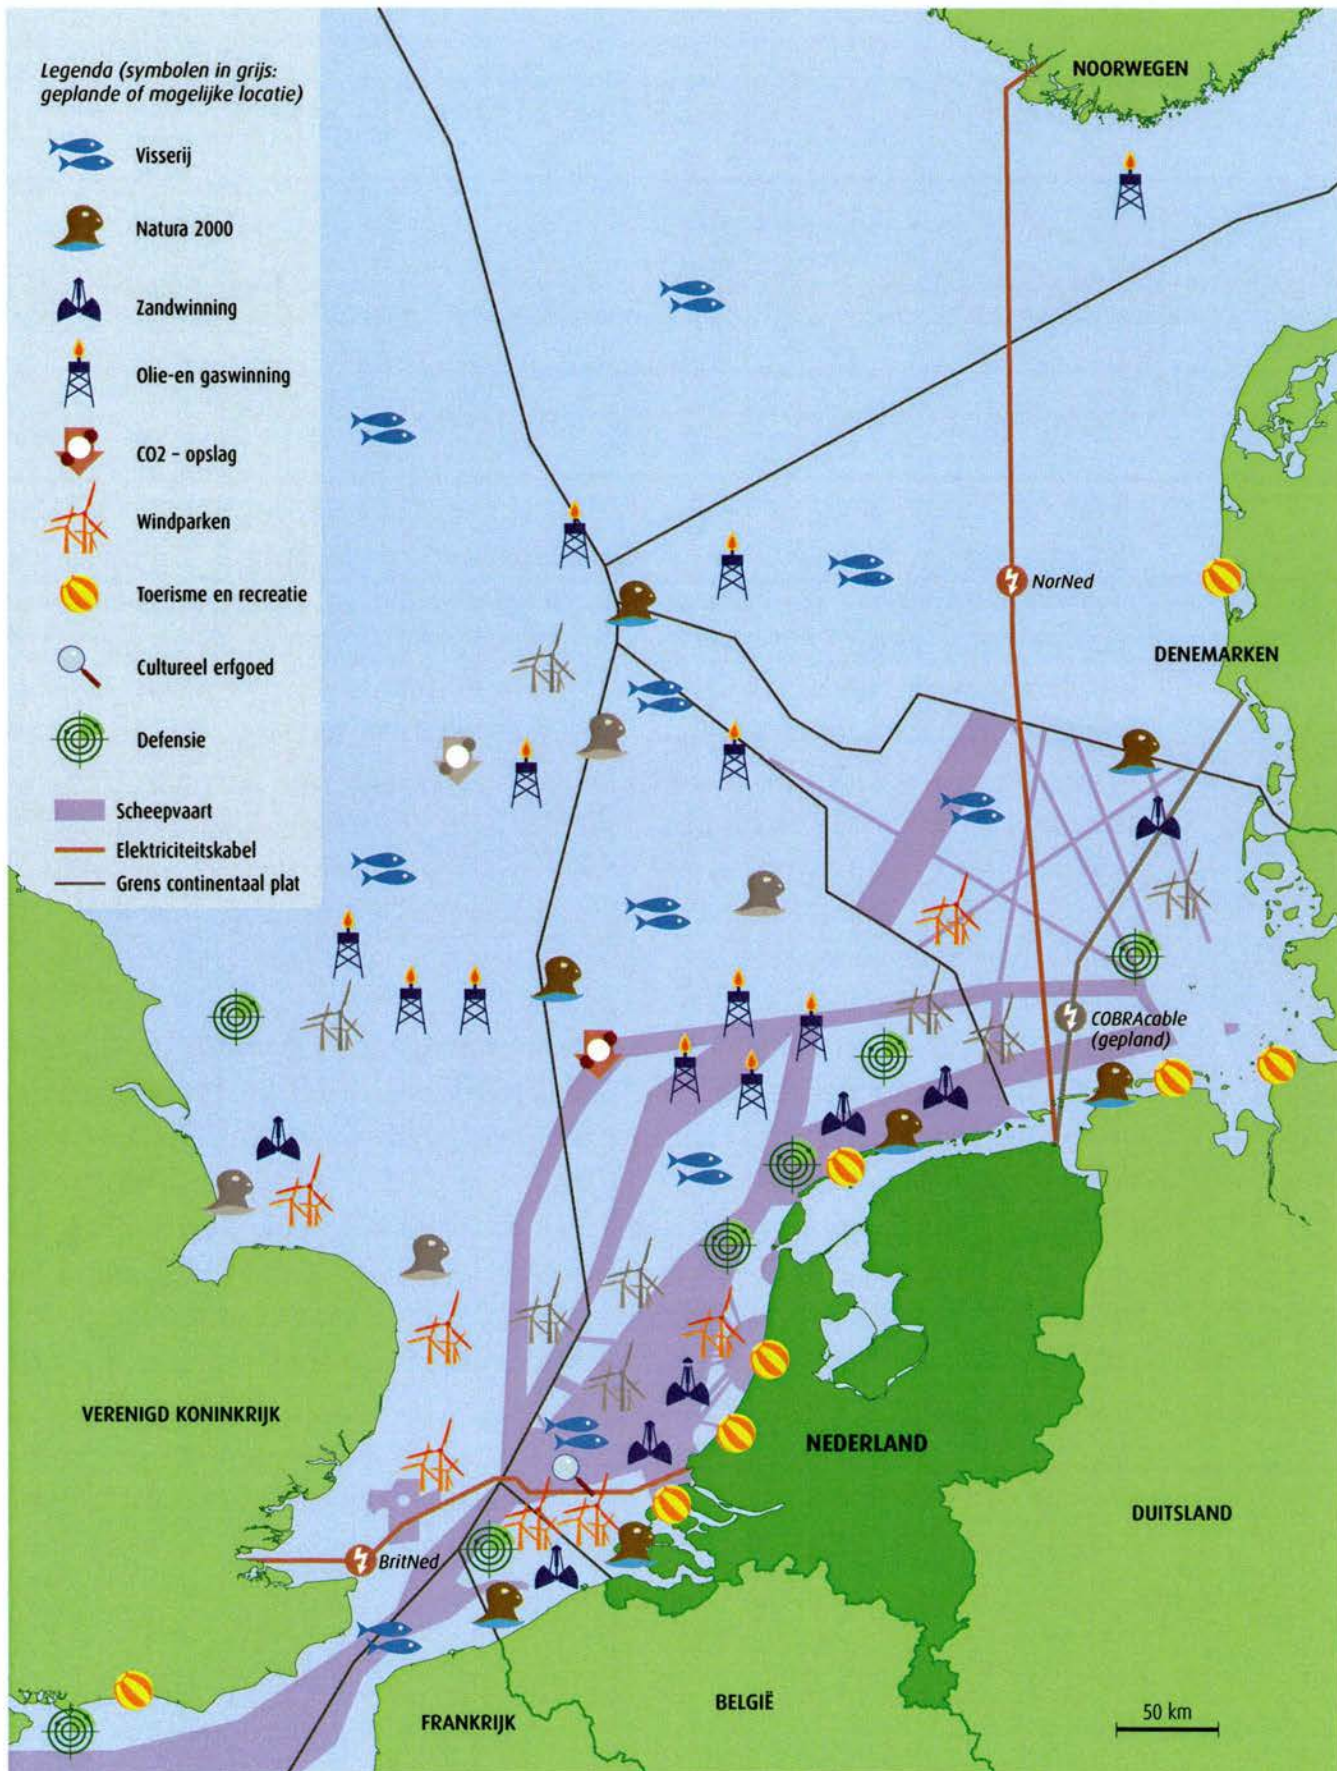 Legenda (symbolen in grijs:
geplande of mogelijke locatie)
Visserij
Natura 2000
Zandwinning
Olie-en gaswinning
CO2 - opslag
Windparken
Toerisme en recreatie
Cultureel erfgoed
Defensie
Scheepvaart
Elektriciteitskabel
Grens continentaal plat
NOORWEGEN
NorNed
DENEMARKEN
COBRAcable
(gepland)
VERENIGD KONINKRIJK
NEDERLAND
DUITSLAND
BritNed
BELGIË
FRANKRIJK
50 km